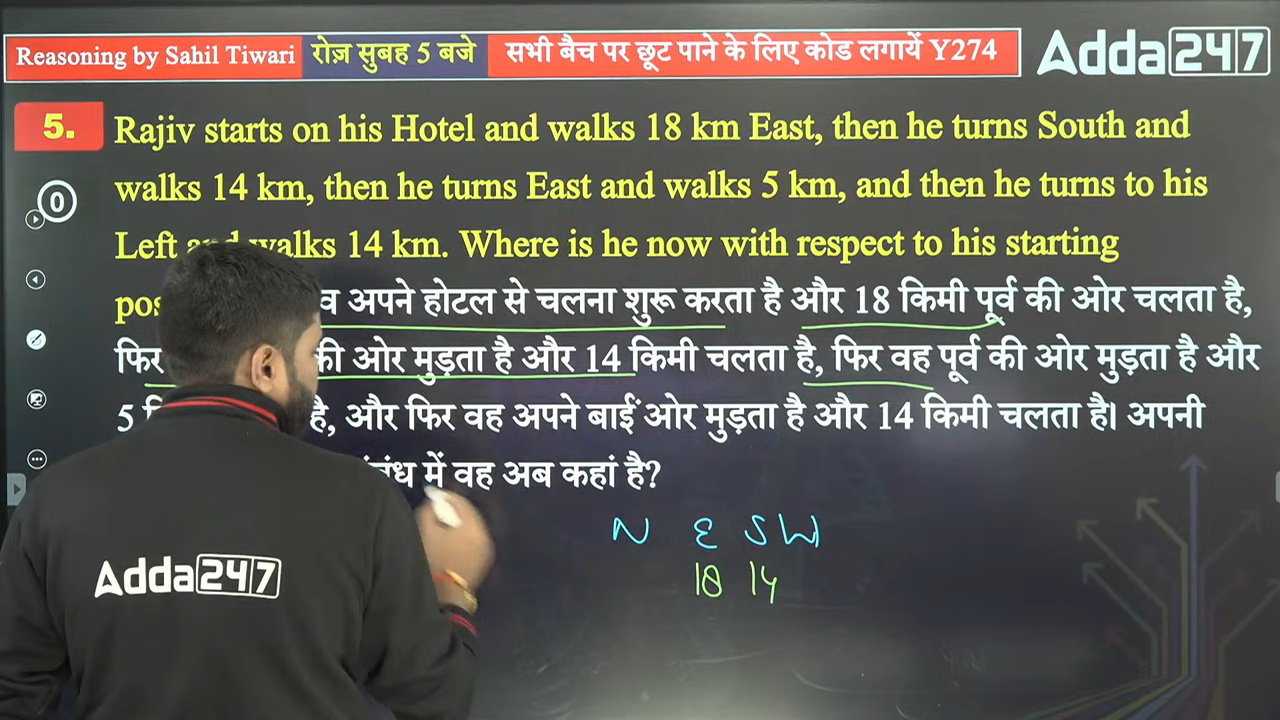 Reasoning by Sahil Tiwari रोज़ सुबह 5 बजे सभी बैच पर छूट पाने के लिए कोड लगायें Y274 Adda247
5. Rajiv starts on his Hotel and walks 18 km East, then he turns South and
0 walks 14 km, then he turns East and walks 5 km, and then he turns to his
Left and walks 14 km. Where is he now with respect to his starting
अपने होटल से चलना शुरू करता है और 18 किमी पूर्व की ओर चलता है,
फिर की ओर मुड़ता है और 14 किमी चलता है, फिर वह पूर्व की ओर मुड़ता है और
5 है, और फिर वह अपने बाईं ओर मुड़ता है और 14 किमी चलता है। अपनी
में वह अब कहां है?
N E S W
18 14
Adda247